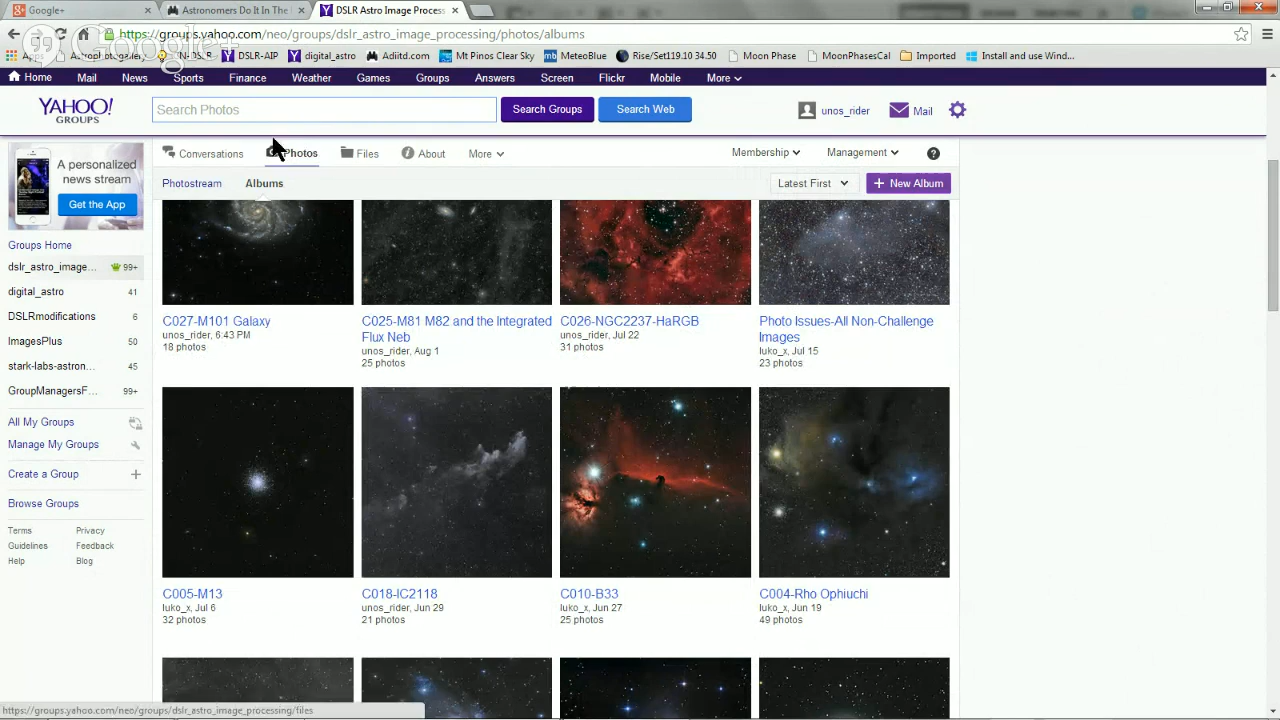 Google+
Astronomers Do It In The
DSLR Astro Image Process
https://groups.yahoo.com/neo/groups/dslr_astro_image_processing/photos/albums
Google+
DSLR-AIP
digital_astro
Adiitd.com
Mt Pinos Clear Sky
MeteoBlue
Rise/Set119.10 34.50
Moon Phase
MoonPhasesCal
Imported
Install and use Wind...
Home
Mail
News
Sports
Finance
Weather
Games
Groups
Answers
Screen
Flickr
Mobile
More
YAHOO! GROUPS
Search Photos
Search Groups
Search Web
unos_rider
Mail
A personalized
news stream
Get the App
Conversations
Photos
Files
About
More
Membership
Management
Photostream
Albums
Latest First
+ New Album
Groups Home
dslr_astro_image... 99+
digital_astro 41
DSLRmodifications 6
ImagesPlus 50
stark-labs-astron... 45
GroupManagersF... 99+
All My Groups
Manage My Groups
Create a Group
Browse Groups
Terms Privacy
Guidelines Feedback
Help Blog
C027-M101 Galaxy
unos_rider, 6:43 PM
18 photos
C025-M81 M82 and the Integrated
Flux Neb
unos_rider, Aug 1
25 photos
C026-NGC2237-HaRGB
unos_rider, Jul 22
31 photos
Photo Issues-All Non-Challenge
Images
luko_x, Jul 15
23 photos
C005-M13
luko_x, Jul 6
32 photos
C018-IC2118
unos_rider, Jun 29
21 photos
C010-B33
luko_x, Jun 27
25 photos
C004-Rho Ophiuchi
luko_x, Jun 19
49 photos
https://groups.yahoo.com/neo/groups/dslr_astro_image_processing/files